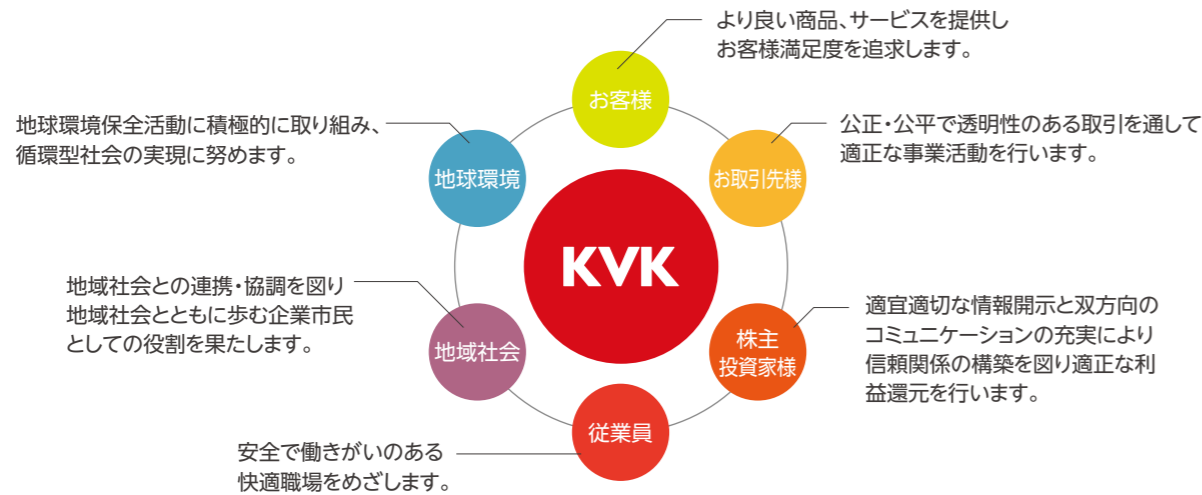 より良い商品、サービスを提供し
お客様満足度を追求します。
お客様
公正・公平で透明性のある取引を通して
適正な事業活動を行います。
お取引先様
適宜適切な情報開示と双方向の
コミュニケーションの充実により
信頼関係の構築を図り適正な利
益還元を行います。
株主
投資家様
従業員
安全で働きがいのある
快適職場をめざします。
地域社会との連携・協調を図り
地域社会とともに歩む企業市民
としての役割を果たします。
地域社会
地球環境保全活動に積極的に取り組み、
循環型社会の実現に努めます。
地球環境
KVK